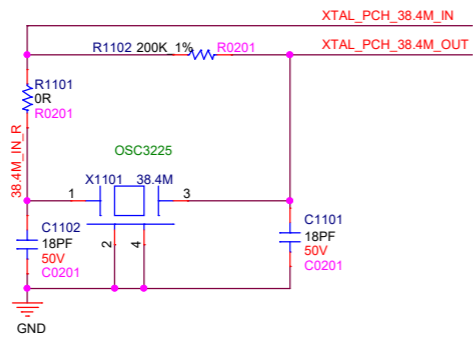 XTAL_PCH_38.4M_IN
R1102 200K 1% R0201 XTAL_PCH_38.4M_OUT
R1101
0R
R0201
38.4M_IN_R
OSC3225
X1101 38.4M
1 3
2 4
C1102
18PF
50V
C0201
C1101
18PF
50V
C0201
GND